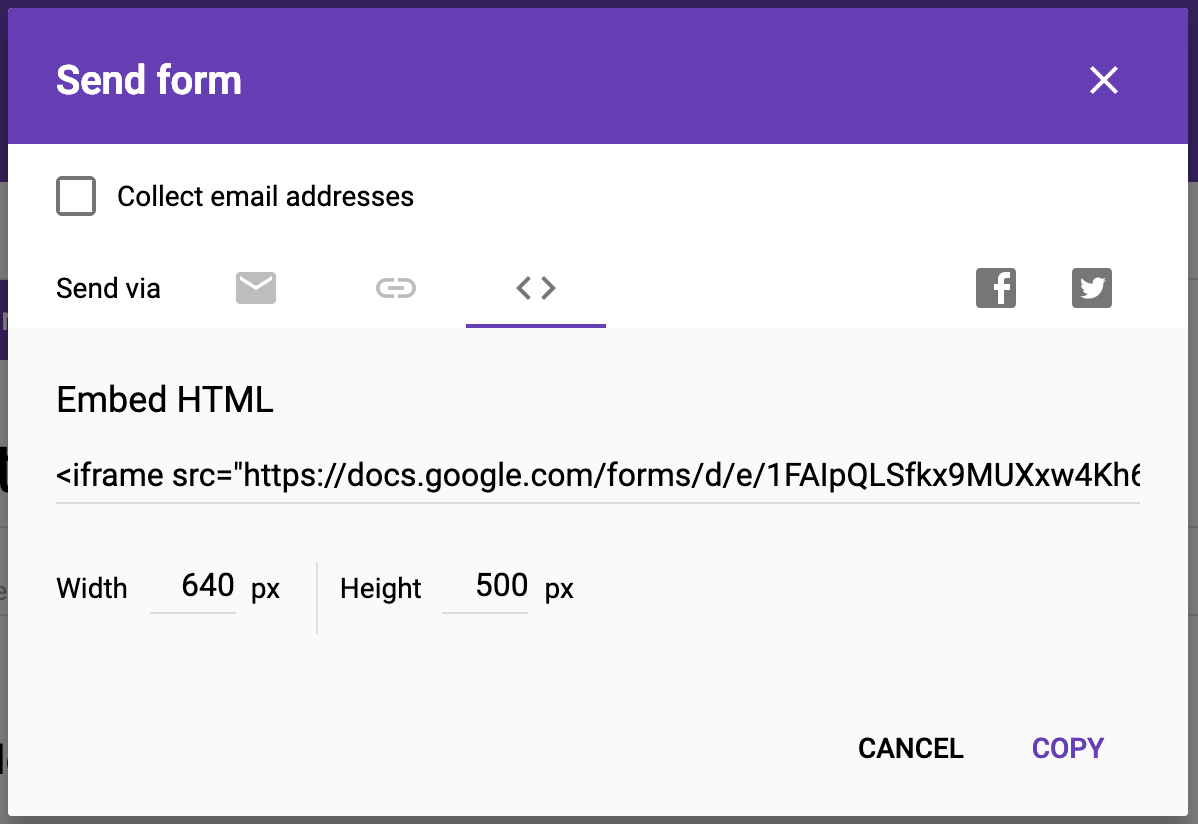 Send form
Collect email addresses
Send via
Embed HTML
<iframe src="https://docs.google.com/forms/d/e/1FAIpQLSfkx9MUXxw4Kh6
Width 640 px Height 500 px
CANCEL COPY